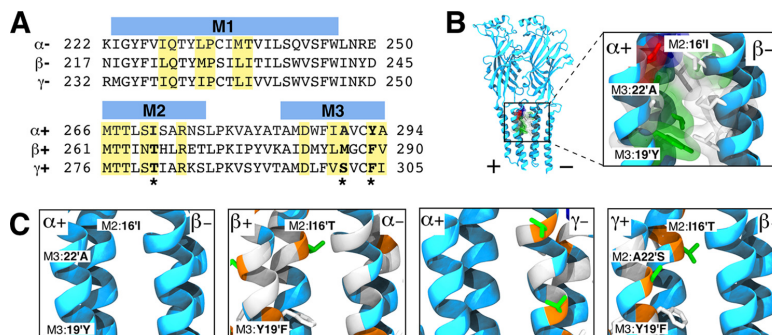 A
M1
α- 222 KIGYFVIQTYLPCIMTVILSQVSFWLNRE 250
β- 217 NIGYFILQTYMPSILITILSWVSFWINYD 245
γ- 232 RMGYFTIQTYIPCTLIVVLSWVSFWINKD 250
M2 M3
α+ 266 MTTLSISARNSLPKVAYATAMDWFIAVCYA 294
β+ 261 MTTINTHLRETLPKIPYVKAIDMYLMGCFV 290
γ+ 276 MTTLSTIARKSLPKVSYVTAMDLFVSVCFI 305
* * *
B
+ −
α+ M2:16'I β−
M3:22'A
M3:19'Y
C
α+ M2:16'I β−
M3:22'A
M3:19'Y
β+ α−
M2:I16'T
M3:Y19'F
α+ γ−
γ+ M2:I16'T β−
M2:A22'S
M3:Y19'F